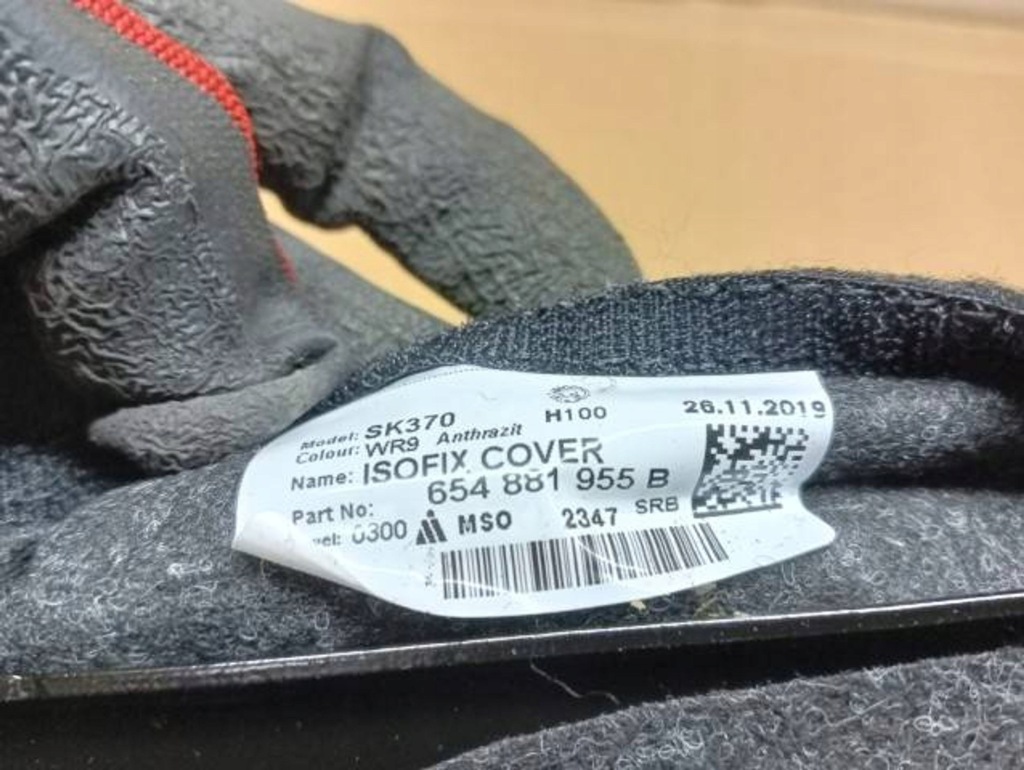 Model: SK370 H100 26.11.2019
Colour: WR9 Anthrazit
Name: ISOFIX COVER
Part No: 654 881 955 B
0300 MSO 2347 SRB